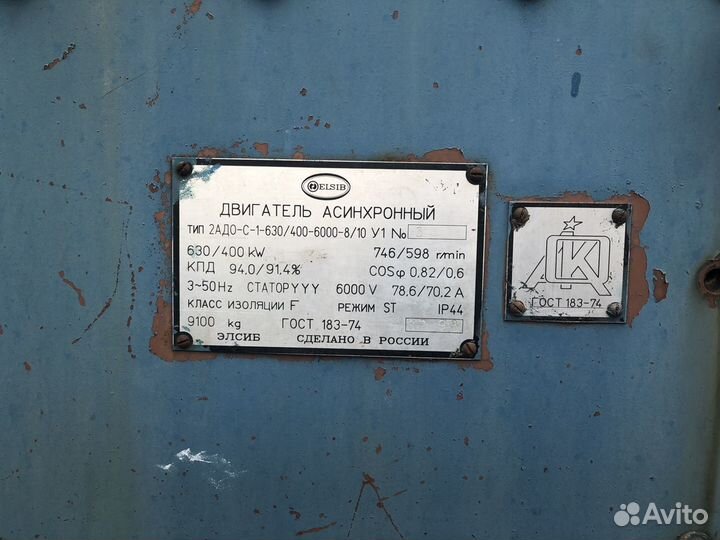 ELSIB
ДВИГАТЕЛЬ АСИНХРОННЫЙ
ТИП 2АДО-С-1-630/400-6000-8/10 У1 №
630/400 kW 746/598 r/min
КПД 94.0/91.4% COSφ 0.82/0.6
3~50Hz СТАТОР YYY 6000 V 78.6/70.2 A
КЛАСС ИЗОЛЯЦИИ F РЕЖИМ ST IP44
9100 kg ГОСТ 183-74
ЭЛСИБ СДЕЛАНО В РОССИИ
K
ГОСТ 183-74
Avito